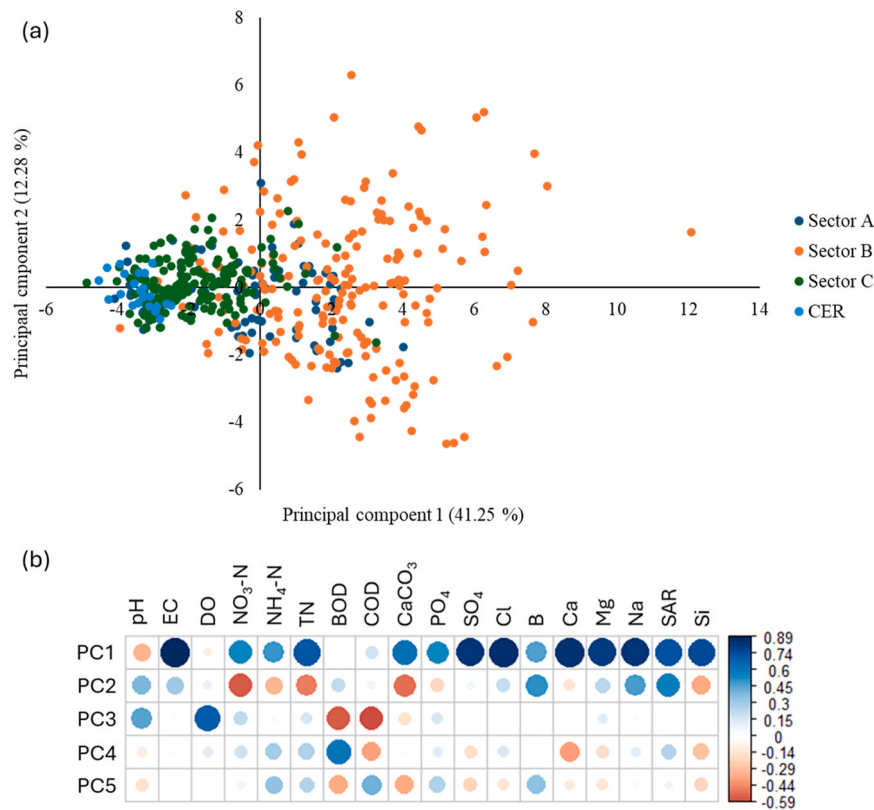 (a)
8
6
4
2
0
-2
-4
-6
-6 -4 -2 0 2 4 6 8 10 12 14
Principaal cmponent 2 (12.28 %)
Principal compoent 1 (41.25 %)
Sector A
Sector B
Sector C
CER
(b)
pH EC DO NO₃-N NH₄-N TN BOD COD CaCO₃ PO₄ SO₄ Cl B Ca Mg Na SAR Si
PC1
PC2
PC3
PC4
PC5
0.89
0.74
0.60
0.45
0.30
0.15
0
-0.14
-0.29
-0.44
-0.59